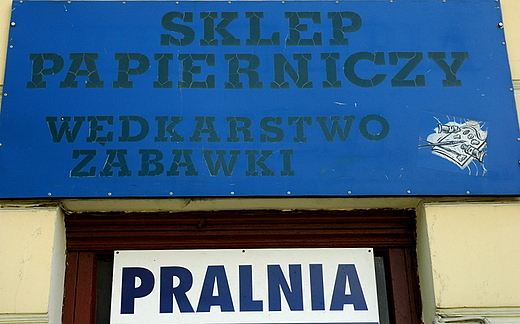 SKLEP
PAPIERNICZY
WĘDKARSTWO
ZABAWKI
PRALNIA